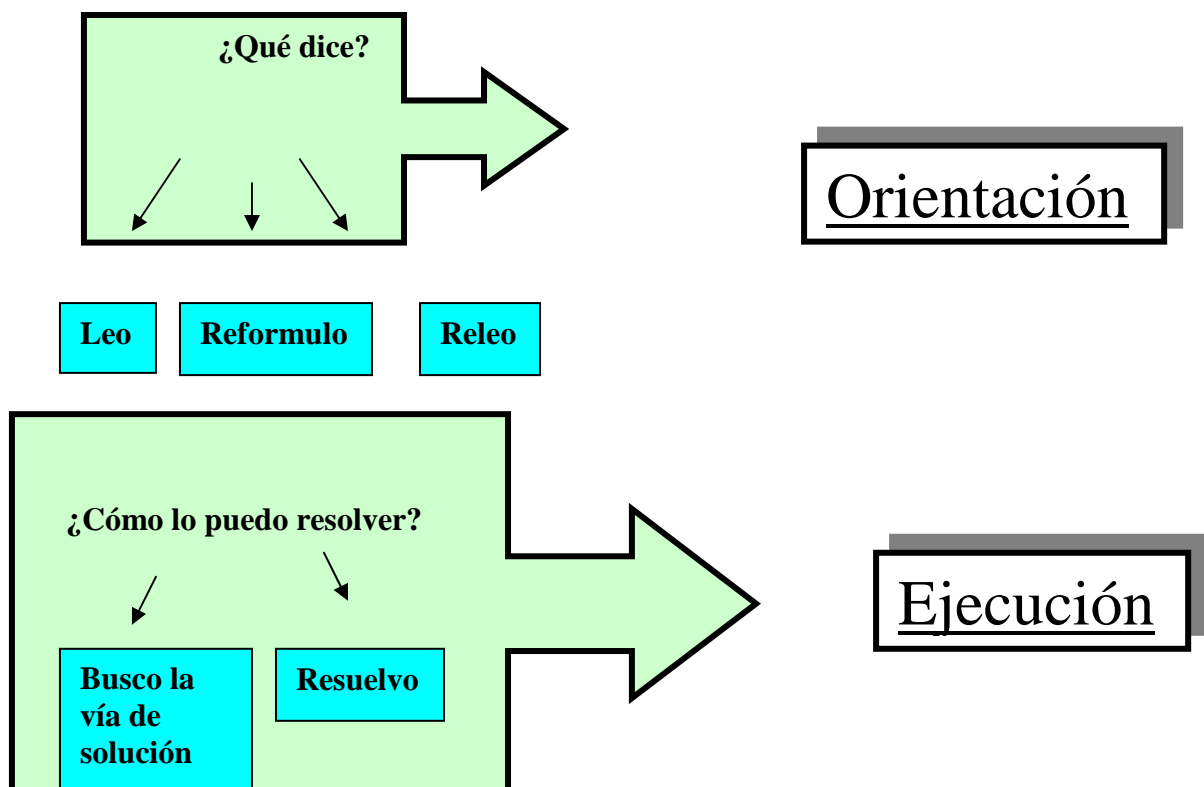 ¿Qué dice?
Orientación
Leo
Reformulo
Releo
¿Cómo lo puedo resolver?
Ejecución
Busco la
vía de
solución
Resuelvo